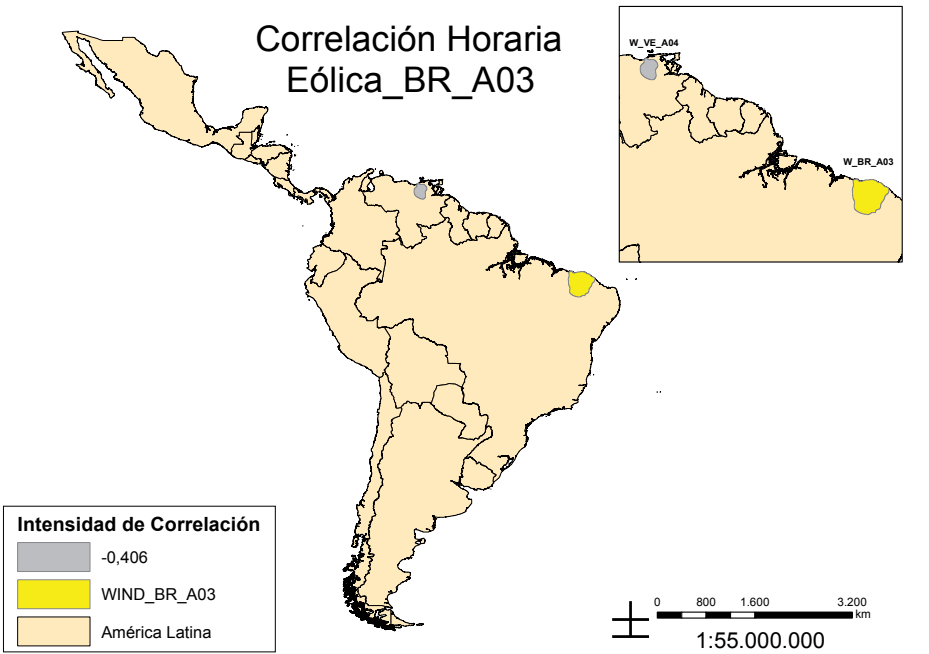 Correlación Horaria
Eólica_BR_A03
W_VE_A04
W_BR_A03
Intensidad de Correlación
-0,406
WIND_BR_A03
América Latina
0 800 1.600 3.200
km
1:55.000.000